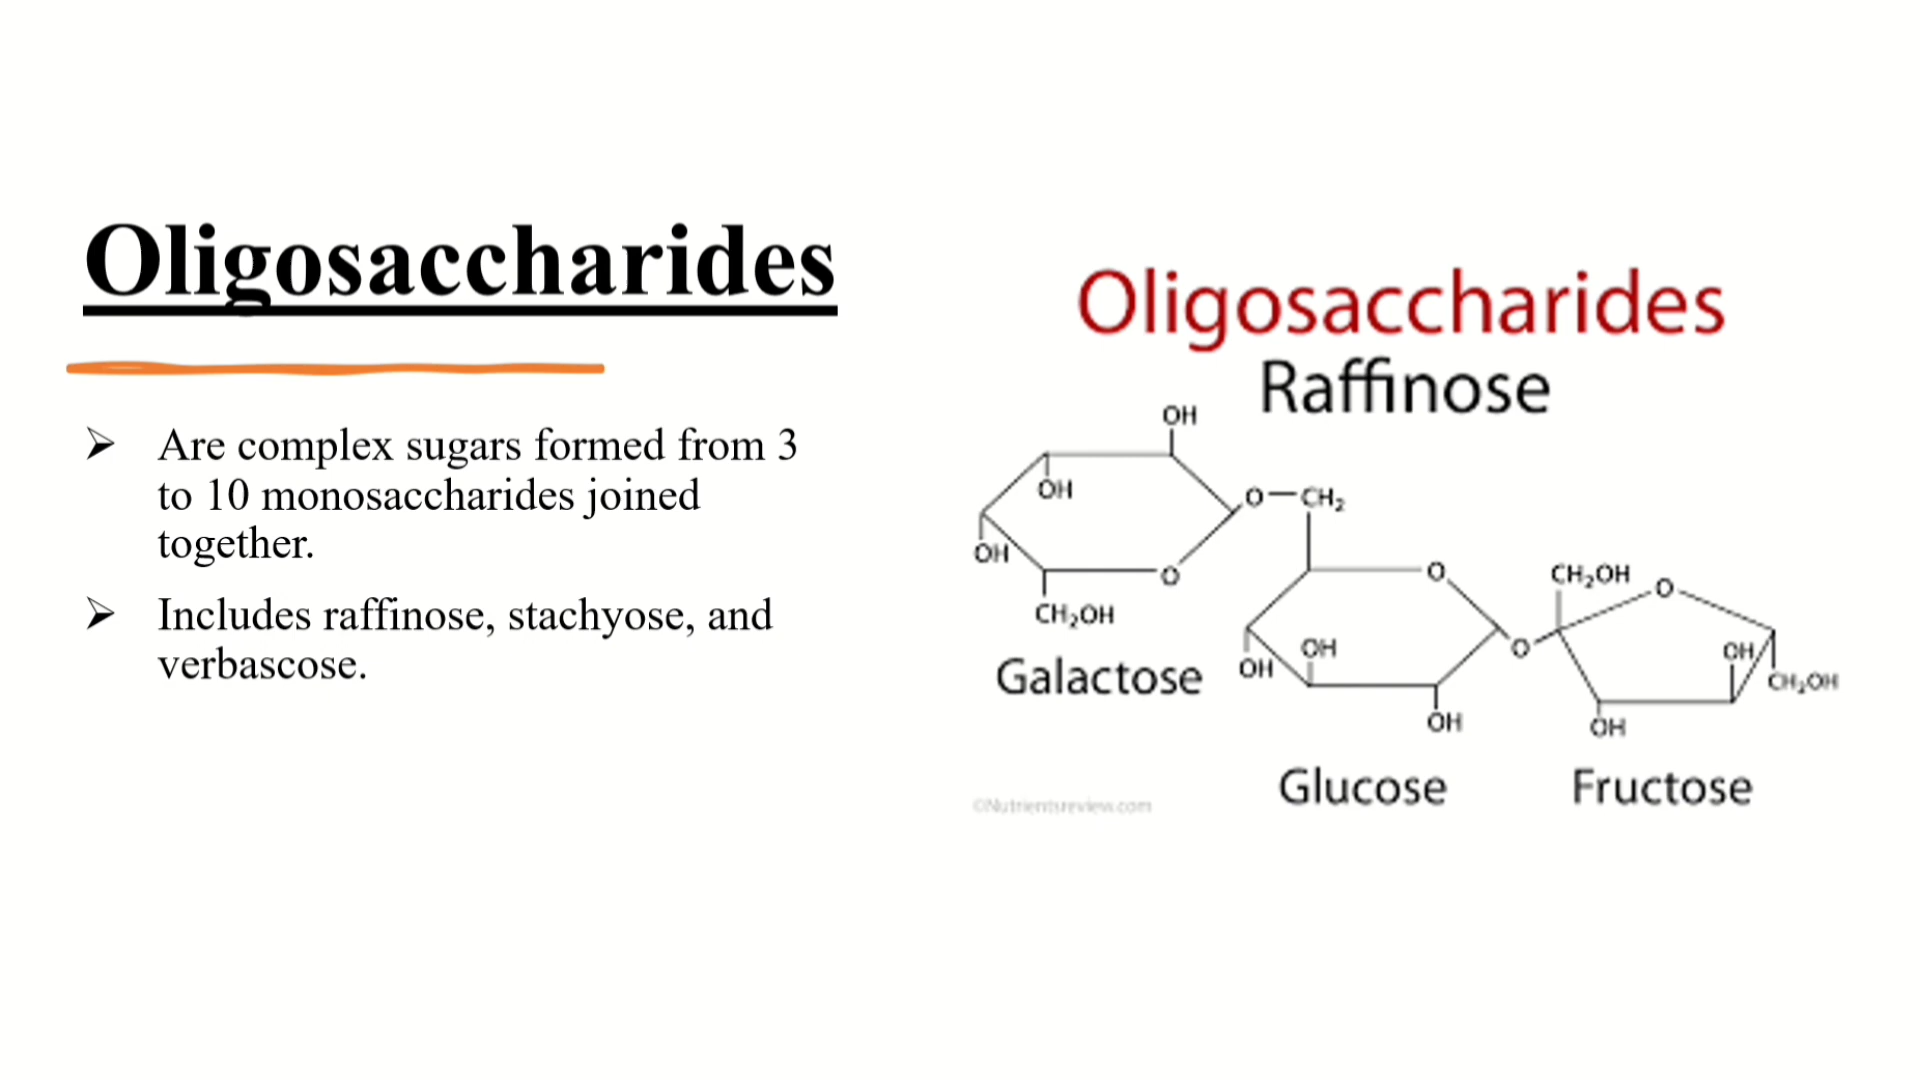 Oligosaccharides
➢ Are complex sugars formed from 3
to 10 monosaccharides joined
together.
➢ Includes raffinose, stachyose, and
verbascose.
Oligosaccharides
Raffinose
OH
OH
O
CH₂
OH
O
CH₂OH
Galactose
O
OH
OH
OH
Glucose
O
CH₂OH
O
OH
CH₂OH
OH
Fructose
©Nutrientsreview.com